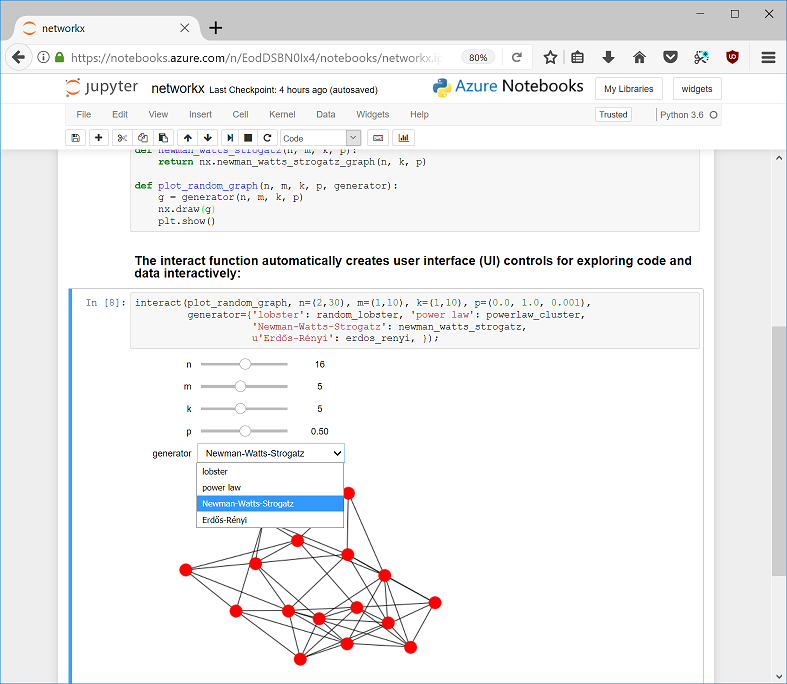 networkx
https://notebooks.azure.com/n/EodDSBN0lx4/notebooks/networkx.ip
80%
jupyter networkx Last Checkpoint: 4 hours ago (autosaved)
Azure Notebooks My Libraries widgets
File Edit View Insert Cell Kernel Data Widgets Help Trusted Python 3.6
Code
def newman_watts_strogatz(n, m, k, p):
return nx.newman_watts_strogatz_graph(n, k, p)
def plot_random_graph(n, m, k, p, generator):
g = generator(n, m, k, p)
nx.draw(g)
plt.show()
The interact function automatically creates user interface (UI) controls for exploring code and
data interactively:
In [8]: interact(plot_random_graph, n=(2,30), m=(1,10), k=(1,10), p=(0.0, 1.0, 0.001),
generator={'lobster': random_lobster, 'power law': powerlaw_cluster,
'Newman-Watts-Strogatz': newman_watts_strogatz,
u'Erdős-Rényi': erdos_renyi, });
n 16
m 5
k 5
p 0.50
generator Newman-Watts-Strogatz
lobster
power law
Newman-Watts-Strogatz
Erdős-Rényi